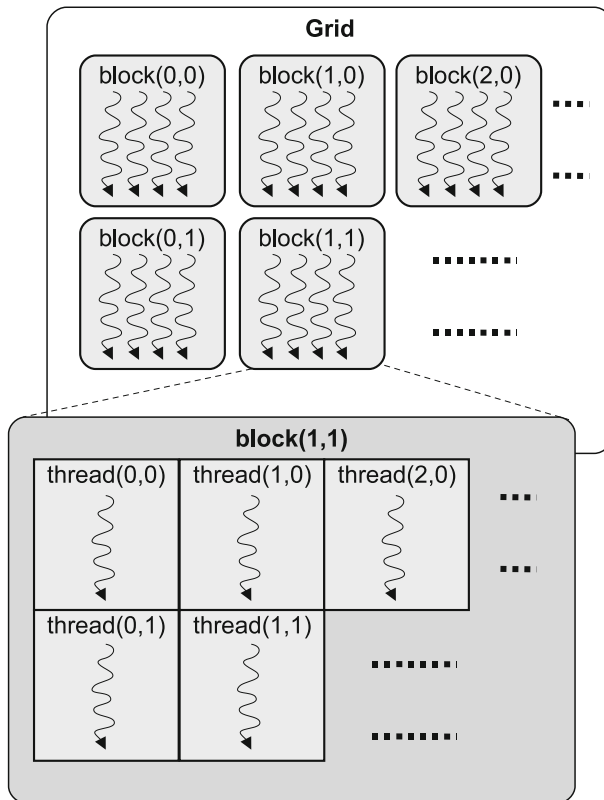 Grid
block(0,0) block(1,0) block(2,0)
block(0,1) block(1,1)
block(1,1)
thread(0,0) thread(1,0) thread(2,0)
thread(0,1) thread(1,1)